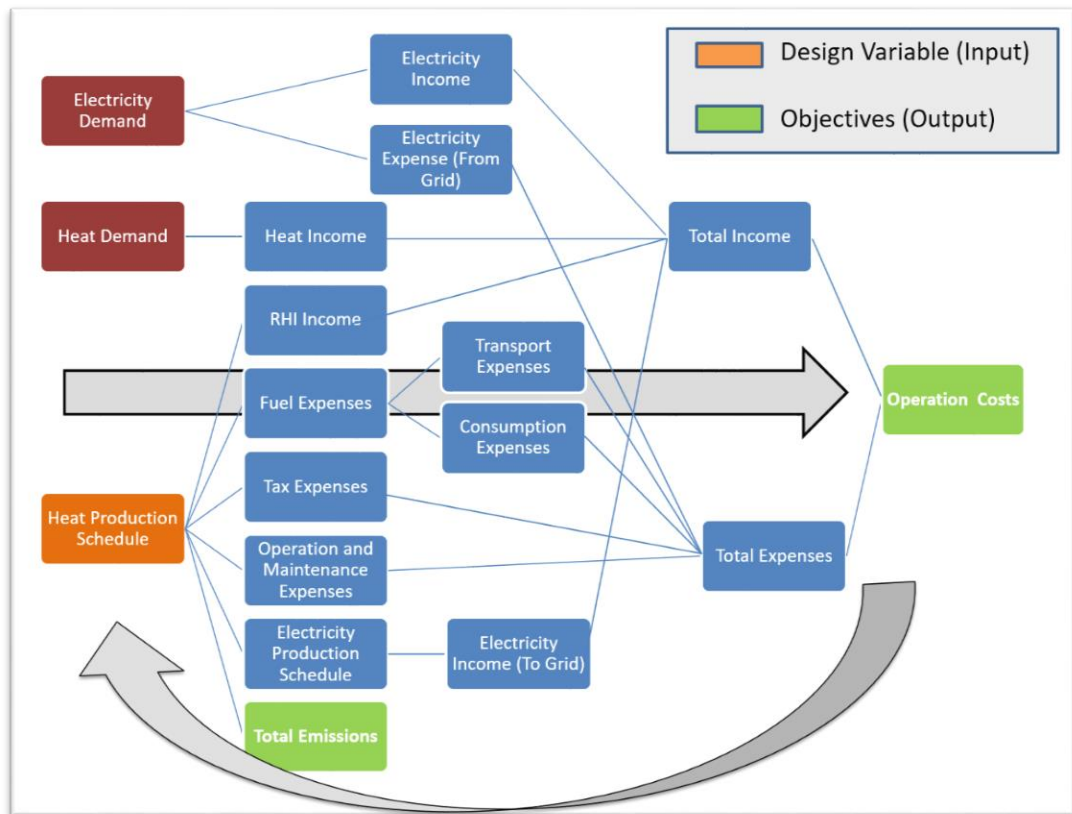 Electricity
Income
Design Variable (Input)
Objectives (Output)
Electricity
Demand
Electricity
Expense (From
Grid)
Heat Demand
Heat Income
Total Income
RHI Income
Transport
Expenses
Fuel Expenses
Operation Costs
Consumption
Expenses
Tax Expenses
Heat Production
Schedule
Operation and
Maintenance
Expenses
Total Expenses
Electricity
Production
Schedule
Electricity
Income (To Grid)
Total Emissions